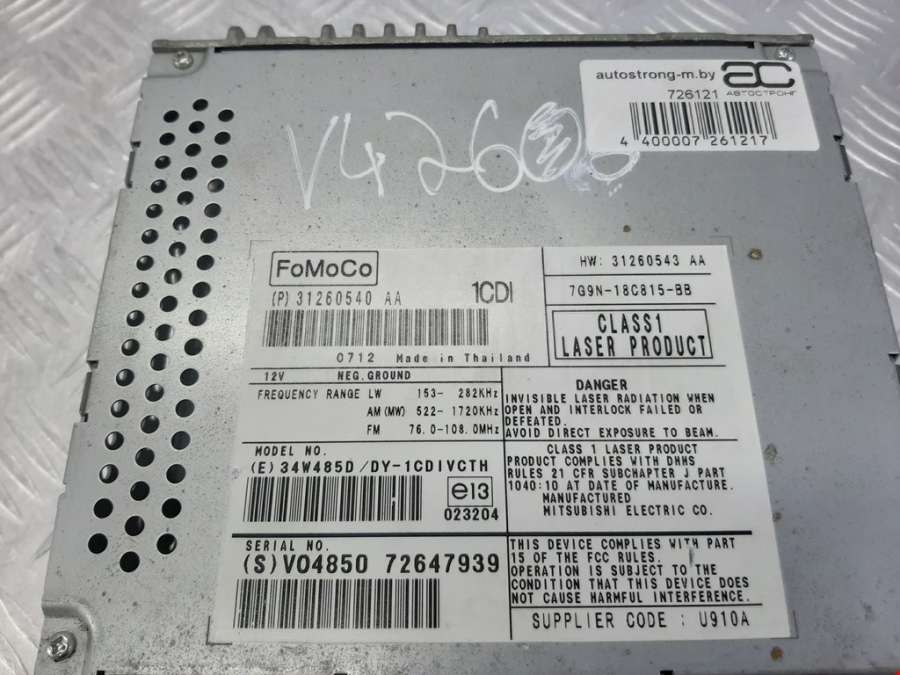 autostrong-m.by
AC
726121 АВТОСТРОНГ
4 400007 261217
V426
FoMoCo
(P) 31260540 AA 1CDI
0712 Made in Thailand
HW: 31260543 AA
7G9N-18C815-BB
CLASS1
LASER PRODUCT
12V NEG.GROUND
FREQUENCY RANGE LW 153- 282KHz
AM(MW) 522- 1720KHz
FM 76.0-108.0MHz
DANGER
INVISIBLE LASER RADIATION WHEN
OPEN AND INTERLOCK FAILED OR
DEFEATED.
AVOID DIRECT EXPOSURE TO BEAM.
MODEL NO.
(E) 34W485D/DY-1CDIVCTH
e13
023204
CLASS 1 LASER PRODUCT
PRODUCT COMPLIES WITH DHHS
RULES 21 CFR SUBCHAPTER J PART
1040:10 AT DATE OF MANUFACTURE.
MANUFACTURED
MITSUBISHI ELECTRIC CO.
SERIAL NO.
(S)V04850 72647939
THIS DEVICE COMPLIES WITH PART
15 OF THE FCC RULES.
OPERATION IS SUBJECT TO THE
CONDITION THAT THIS DEVICE DOES
NOT CAUSE HARMFUL INTERFERENCE.
SUPPLIER CODE : U910A